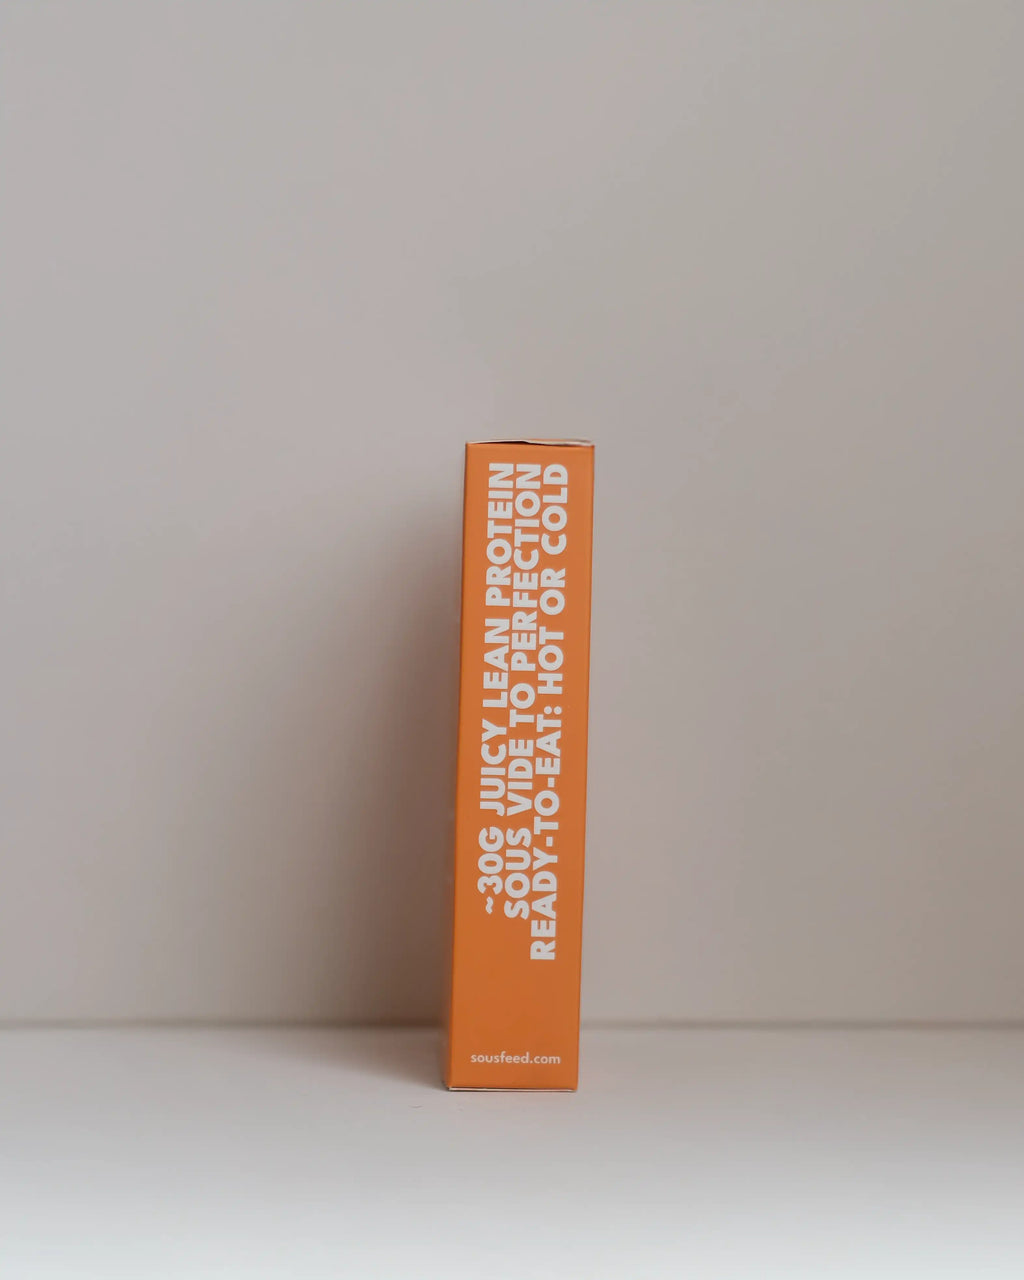 ~30G JUICY LEAN PROTEIN
SOUS VIDE TO PERFECTION
READY-TO-EAT: HOT OR COLD
sousfeed.com